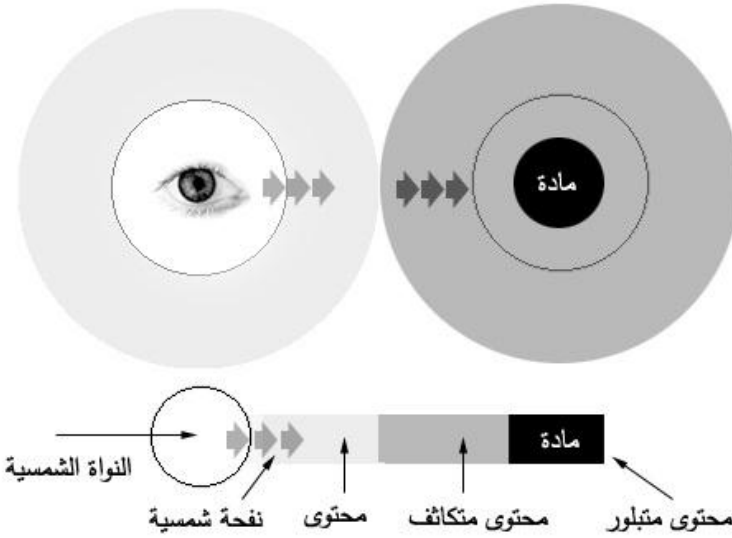 مادة
مادة
النواة الشمسية
نفحة شمسية
محتوى
محتوى متكاثف
محتوى متبلور